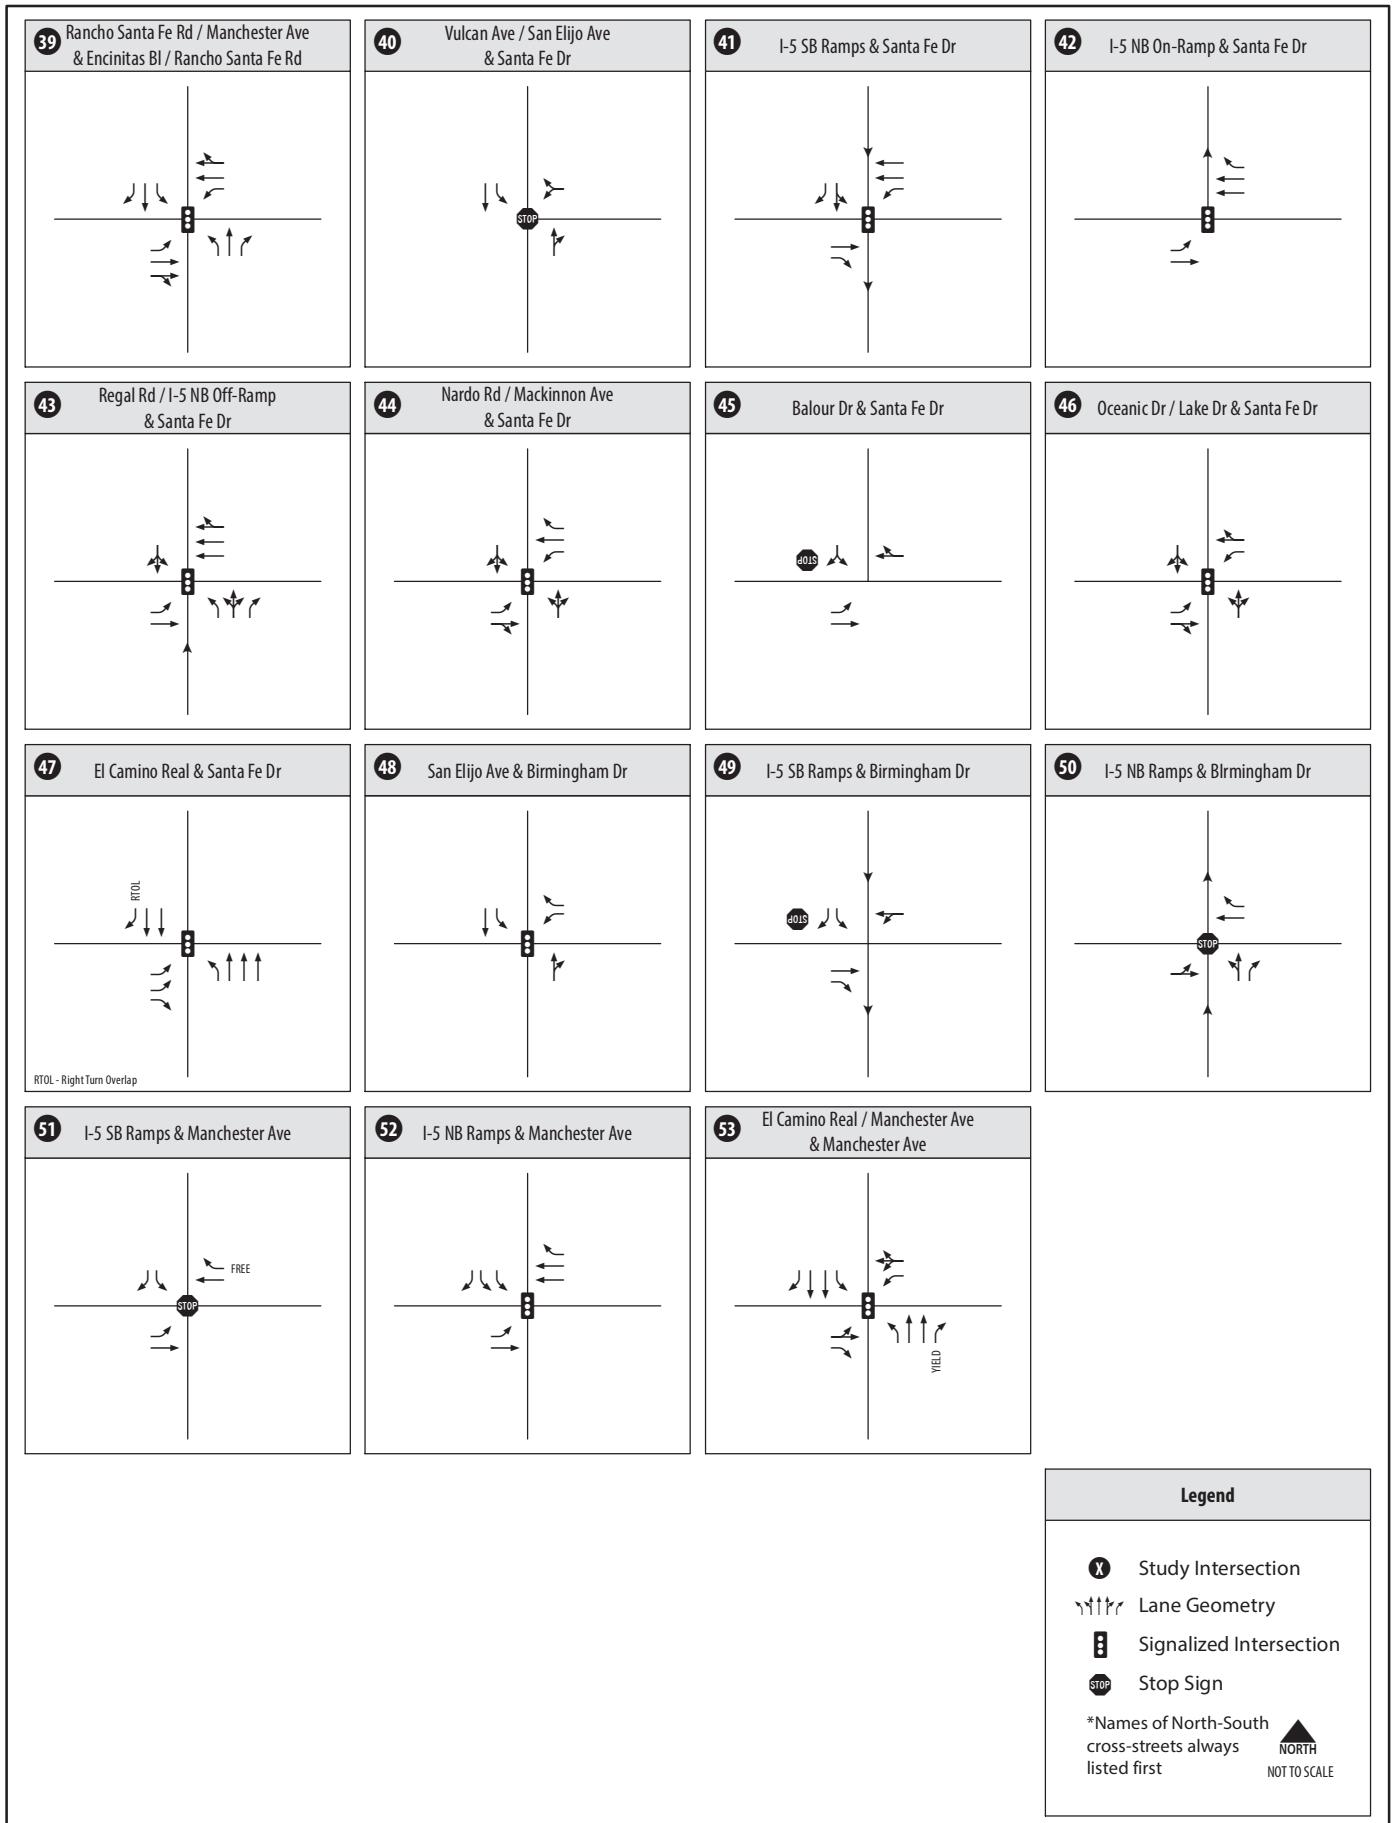 39 Rancho Santa Fe Rd / Manchester Ave
& Encinitas Bl / Rancho Santa Fe Rd
40 Vulcan Ave / San Elijo Ave
& Santa Fe Dr
STOP
41 I-5 SB Ramps & Santa Fe Dr
42 I-5 NB On-Ramp & Santa Fe Dr
43 Regal Rd / I-5 NB Off-Ramp
& Santa Fe Dr
44 Nardo Rd / Mackinnon Ave
& Santa Fe Dr
45 Balour Dr & Santa Fe Dr
STOP
46 Oceanic Dr / Lake Dr & Santa Fe Dr
47 El Camino Real & Santa Fe Dr
RTOL
RTOL - Right Turn Overlap
48 San Elijo Ave & Birmingham Dr
49 I-5 SB Ramps & Birmingham Dr
STOP
50 I-5 NB Ramps & BIrmingham Dr
STOP
51 I-5 SB Ramps & Manchester Ave
FREE
STOP
52 I-5 NB Ramps & Manchester Ave
53 El Camino Real / Manchester Ave
& Manchester Ave
YIELD
Legend
X Study Intersection
Lane Geometry
Signalized Intersection
STOP Stop Sign
*Names of North-South
cross-streets always
listed first
NORTH
NOT TO SCALE